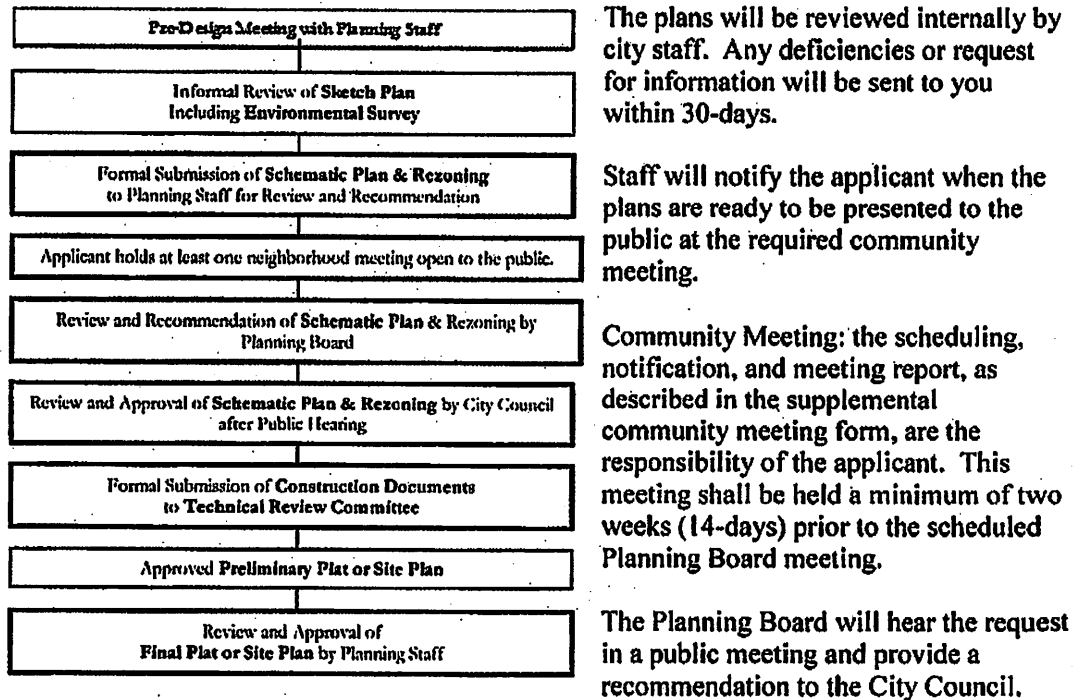 Pre-Design Meeting with Planning Staff
Informal Review of Sketch Plan
Including Environmental Survey
Formal Submission of Schematic Plan & Rezoning
to Planning Staff for Review and Recommendation
Applicant holds at least one neighborhood meeting open to the public.
Review and Recommendation of Schematic Plan & Rezoning by
Planning Board
Review and Approval of Schematic Plan & Rezoning by City Council
after Public Hearing
Formal Submission of Construction Documents
to Technical Review Committee
Approved Preliminary Plat or Site Plan
Review and Approval of
Final Plat or Site Plan by Planning Staff
The plans will be reviewed internally by
city staff. Any deficiencies or request
for information will be sent to you
within 30-days.
Staff will notify the applicant when the
plans are ready to be presented to the
public at the required community
meeting.
Community Meeting: the scheduling,
notification, and meeting report, as
described in the supplemental
community meeting form, are the
responsibility of the applicant. This
meeting shall be held a minimum of two
weeks (14-days) prior to the scheduled
Planning Board meeting.
The Planning Board will hear the request
in a public meeting and provide a
recommendation to the City Council.